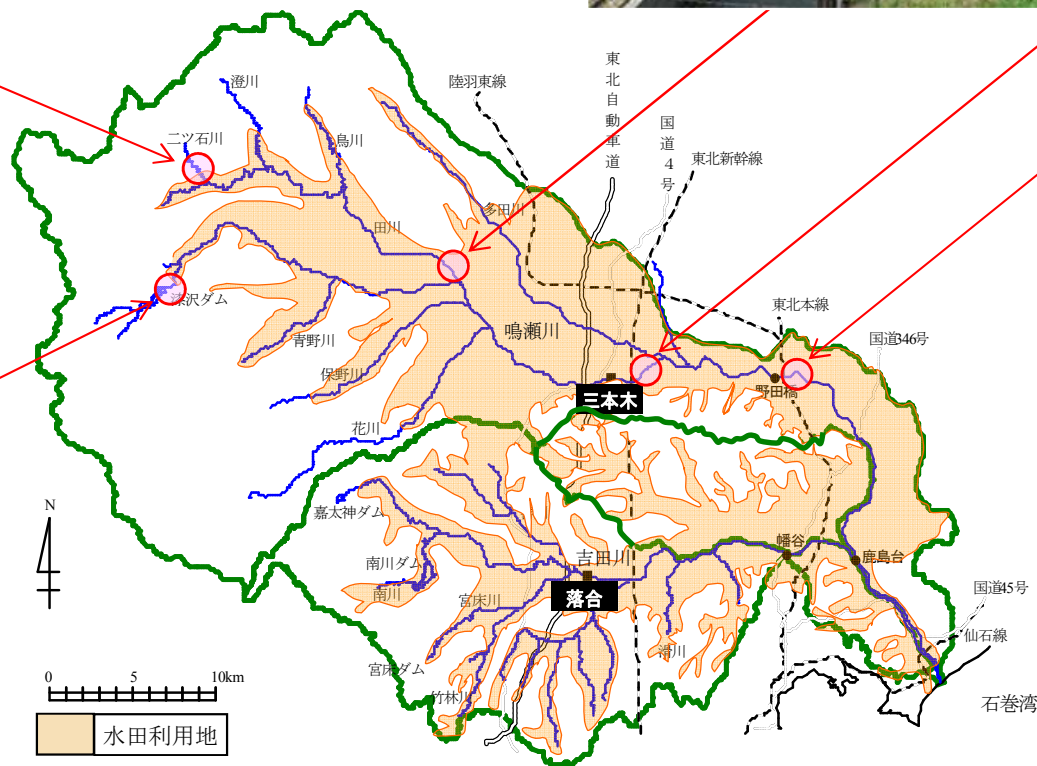 東北自動車道
陸羽東線
国道4号
東北新幹線
澄川
二ツ石川
鳥川
多田川
田川
漆沢ダム
東北本線
国道346号
鳴瀬川
青野川
保野川
野田橋
三本木
花川
N
嘉太神ダム
幡谷
鹿島台
吉田川
南川ダム
南川
宮床川
落合
国道45号
仙石線
滑川
宮床ダム
竹林川
0 5 10km
石巻湾
水田利用地